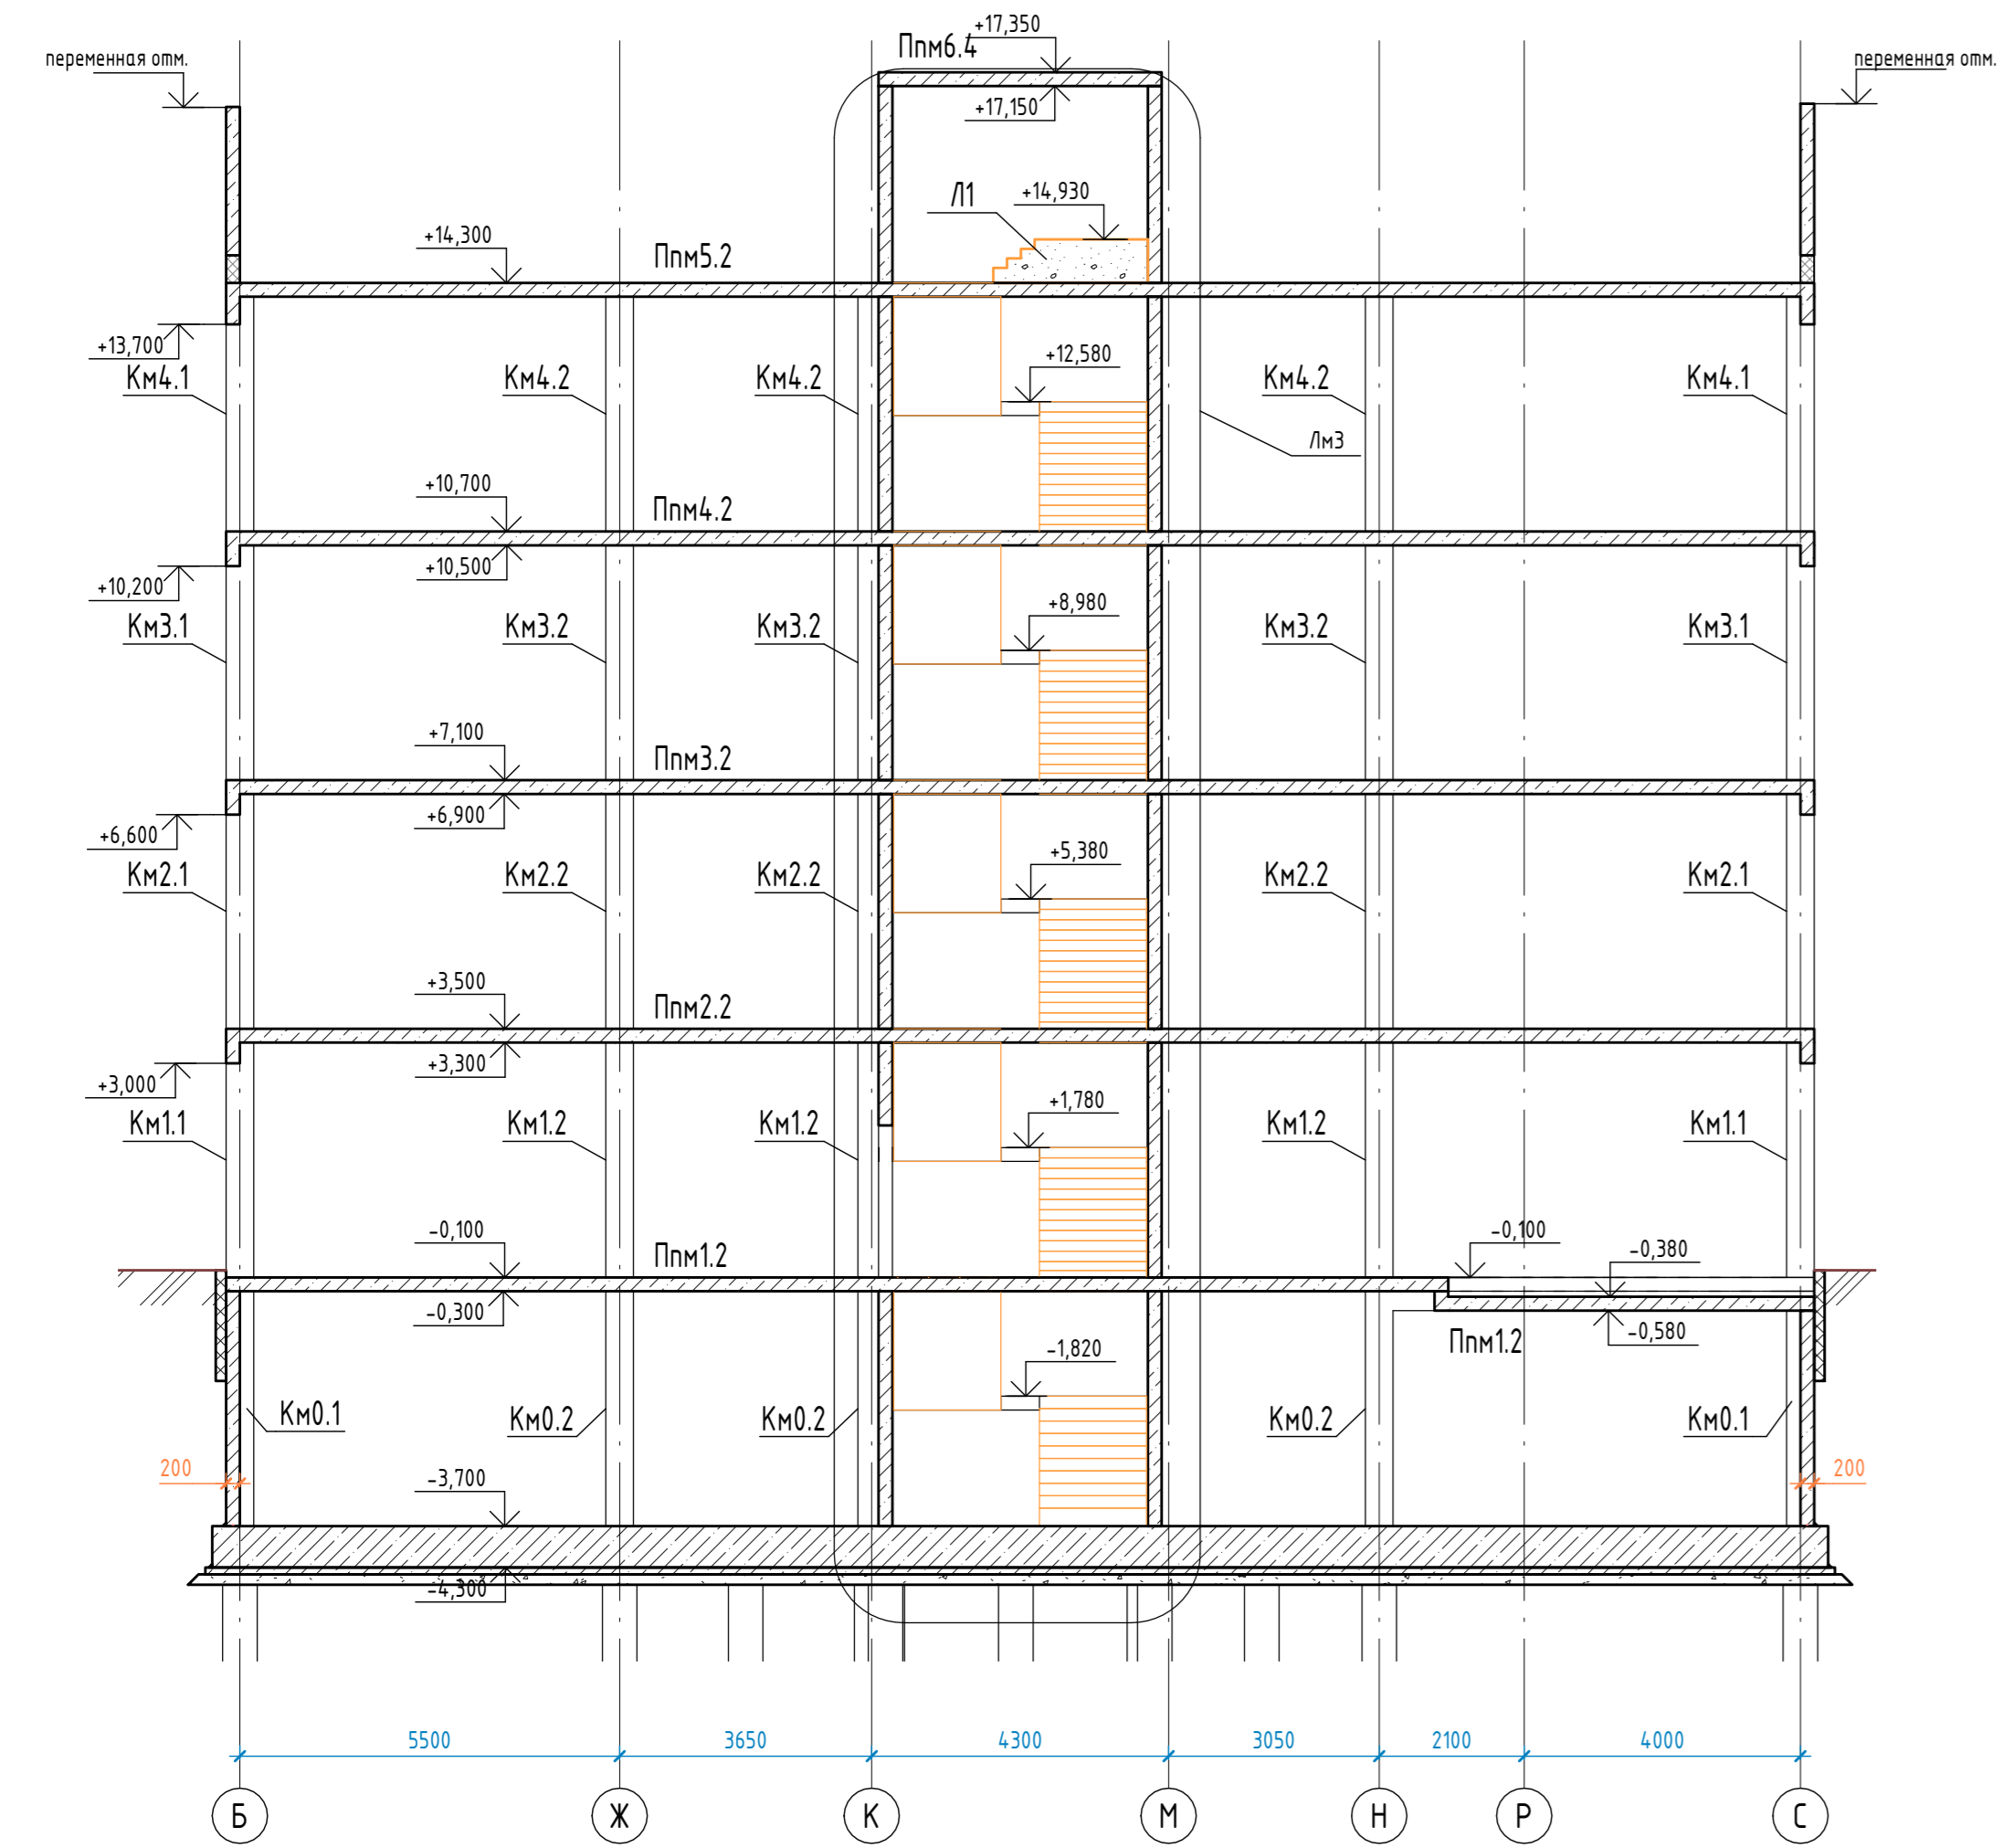 +17,350
Ппм6.4
переменная отм.
переменная отм.
+17,150
Л1
+14,930
+14,300
Ппм5.2
+13,700
+12,580
Км4.1
Км4.2
Км4.2
Км4.2
Км4.1
Лм3
+10,700
Ппм4.2
+10,500
+10,200
+8,980
Км3.1
Км3.2
Км3.2
Км3.2
Км3.1
+7,100
Ппм3.2
+6,900
+6,600
+5,380
Км2.1
Км2.2
Км2.2
Км2.2
Км2.1
+3,500
Ппм2.2
+3,300
+3,000
+1,780
Км1.1
Км1.2
Км1.2
Км1.2
Км1.1
-0,100
Ппм1.2
-0,100
-0,380
-0,300
-0,580
Ппм1.2
-1,820
Км0.1
Км0.2
Км0.2
Км0.2
Км0.1
200
-3,700
200
-4,300
5500
3650
4300
3050
2100
4000
Б
Ж
К
М
Н
Р
С